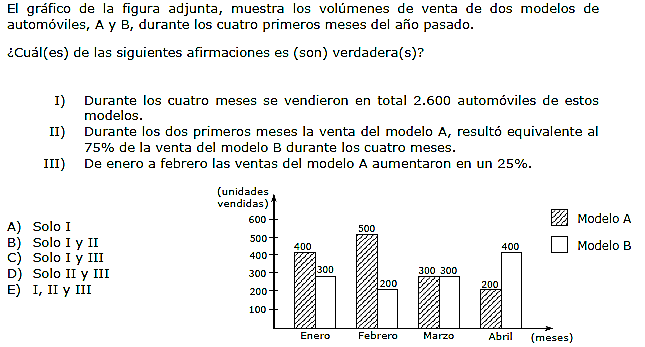 El gráfico de la figura adjunta, muestra los volúmenes de venta de dos modelos de
automóviles, A y B, durante los cuatro primeros meses del año pasado.
¿Cuál(es) de las siguientes afirmaciones es (son) verdadera(s)?
I) Durante los cuatro meses se vendieron en total 2.600 automóviles de estos
modelos.
II) Durante los dos primeros meses la venta del modelo A, resultó equivalente al
75% de la venta del modelo B durante los cuatro meses.
III) De enero a febrero las ventas del modelo A aumentaron en un 25%.
A) Solo I
B) Solo I y II
C) Solo I y III
D) Solo II y III
E) I, II y III
(unidades
vendidas)
600
500
400
300
200
100
400
300
500
200
300 300
200
400
Enero Febrero Marzo Abril (meses)
Modelo A
Modelo B